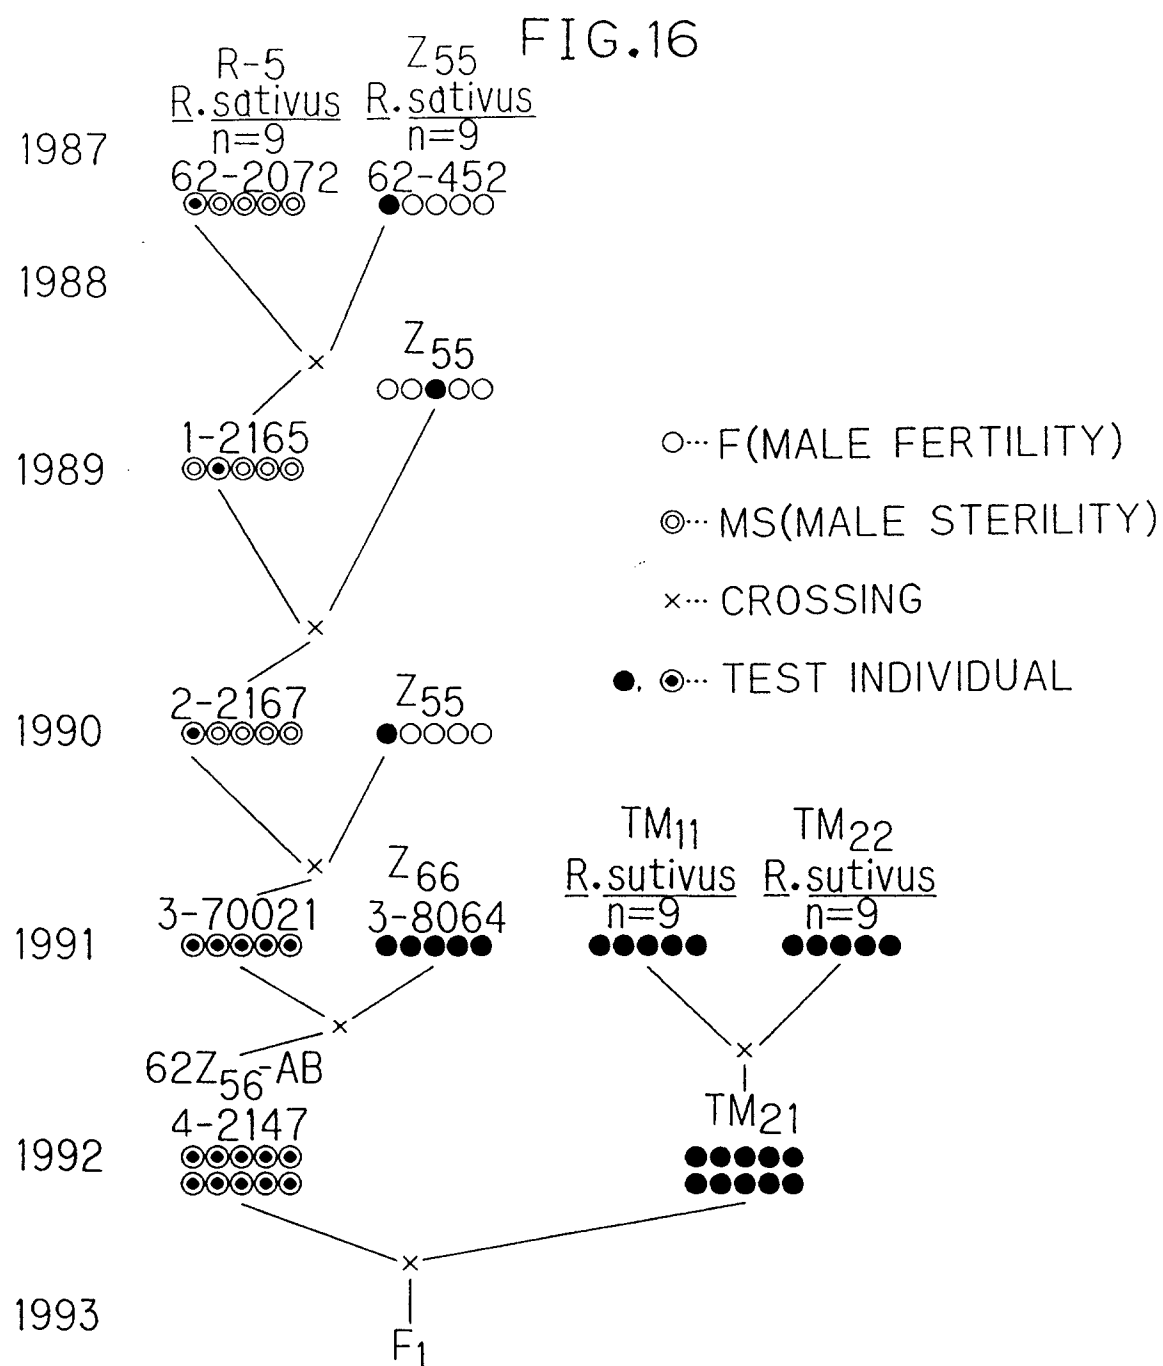 FIG.16
R-5
R.sativus
n=9
62-2072
Z55
R.sativus
n=9
62-452
1987
1988
Z55
1-2165
1989
○··· F(MALE FERTILITY)
◎··· MS(MALE STERILITY)
×··· CROSSING
●, ◉··· TEST INDIVIDUAL
2-2167
Z55
1990
3-70021
Z66
3-8064
TM11
R.sutivus
n=9
TM22
R.sutivus
n=9
1991
62Z56-AB
4-2147
TM21
1992
1993
F1